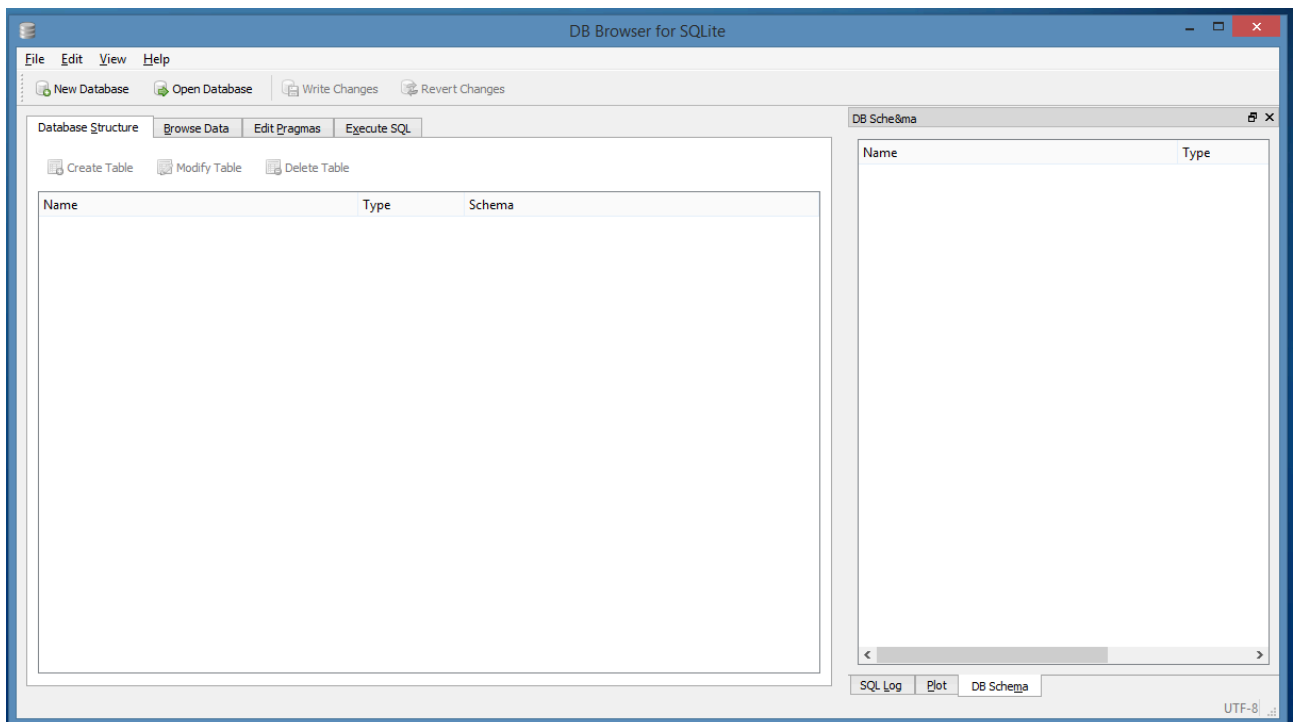 DB Browser for SQLite
File Edit View Help
New Database Open Database Write Changes Revert Changes
Database Structure Browse Data Edit Pragmas Execute SQL
Create Table Modify Table Delete Table
Name Type Schema
DB Sche&ma
Name Type
SQL Log Plot DB Schema
UTF-8